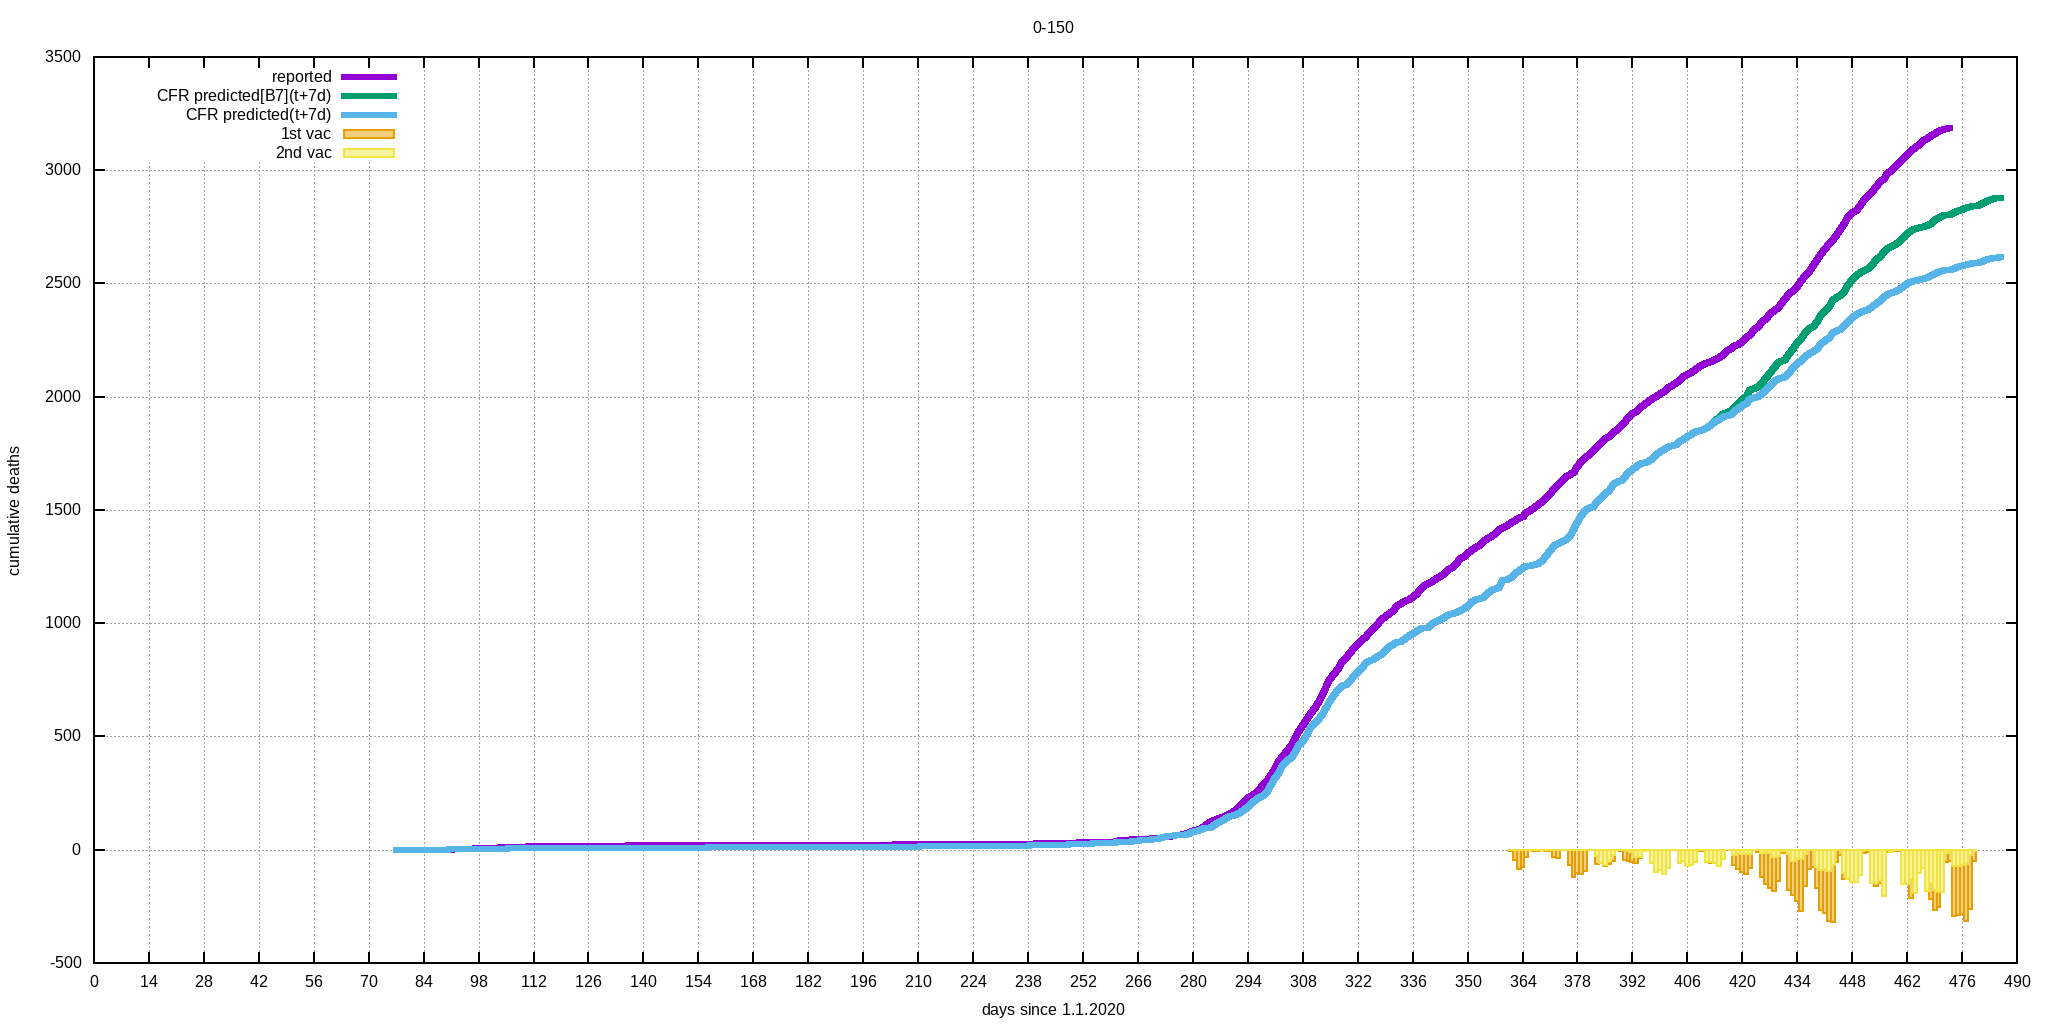 0-150
3500
3000
2500
2000
1500
1000
500
0
-500
cumulative deaths
reported
CFR predicted[B7](t+7d)
CFR predicted(t+7d)
1st vac
2nd vac
0 14 28 42 56 70 84 98 112 126 140 154 168 182 196 210 224 238 252 266 280 294 308 322 336 350 364 378 392 406 420 434 448 462 476 490
days since 1.1.2020